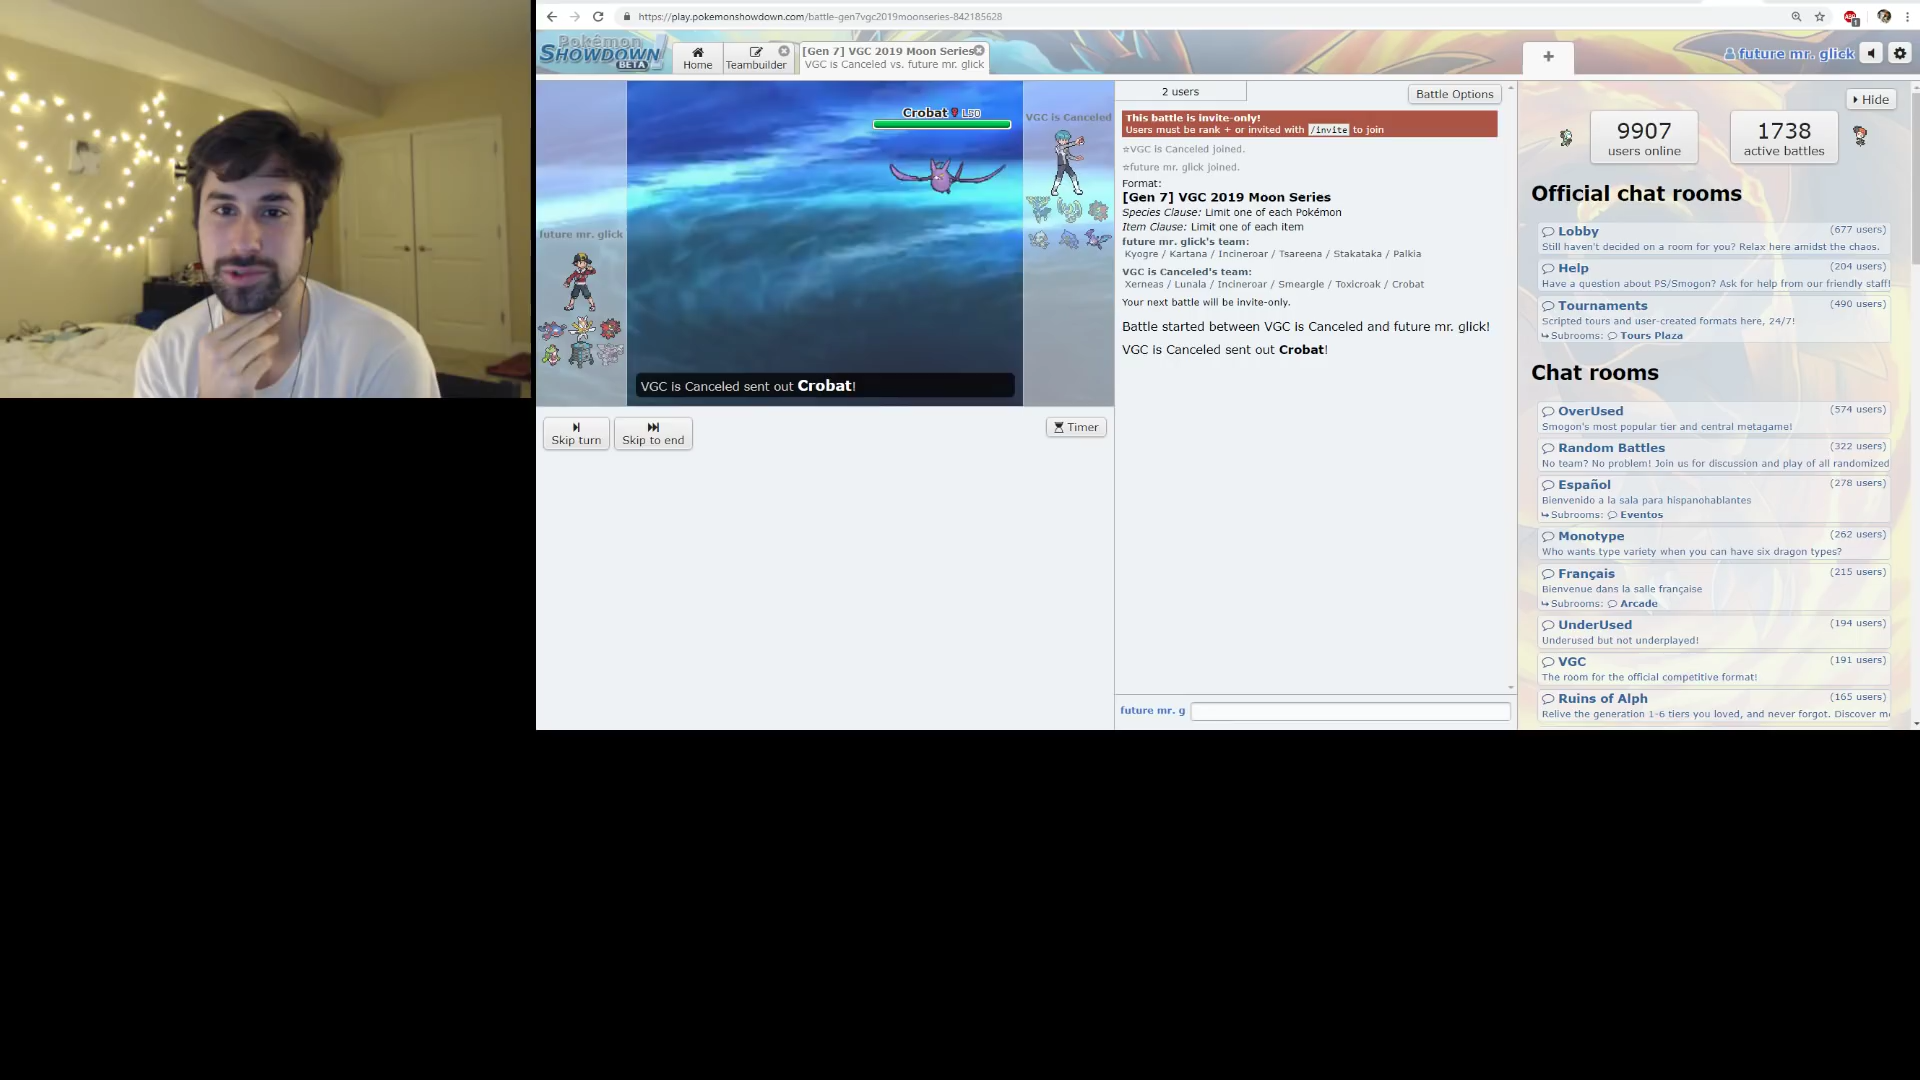 https://play.pokemonshowdown.com/battle-gen7vgc2019moonseries-842185628
Pokémon
SHOWDOWN
BETA
Home
Teambuilder
[Gen 7] VGC 2019 Moon Series
VGC is Canceled vs. future mr. glick
+
future mr. glick
Crobat L50
VGC is Canceled
future mr. glick
VGC is Canceled sent out Crobat!
Skip turn
Skip to end
Timer
2 users
Battle Options
This battle is invite-only!
Users must be rank + or invited with /invite to join
☆VGC is Canceled joined.
☆future mr. glick joined.
Format:
[Gen 7] VGC 2019 Moon Series
Species Clause: Limit one of each Pokémon
Item Clause: Limit one of each item
future mr. glick's team:
Kyogre / Kartana / Incineroar / Tsareena / Stakataka / Palkia
VGC is Canceled's team:
Xerneas / Lunala / Incineroar / Smeargle / Toxicroak / Crobat
Your next battle will be invite-only.
Battle started between VGC is Canceled and future mr. glick!
VGC is Canceled sent out Crobat!
future mr. g
Hide
9907
users online
1738
active battles
Official chat rooms
Lobby (677 users)
Still haven't decided on a room for you? Relax here amidst the chaos.
Help (204 users)
Have a question about PS/Smogon? Ask for help from our friendly staff!
Tournaments (490 users)
Scripted tours and user-created formats here, 24/7!
↳Subrooms: Tours Plaza
Chat rooms
OverUsed (574 users)
Smogon's most popular tier and central metagame!
Random Battles (322 users)
No team? No problem! Join us for discussion and play of all randomized
Español (278 users)
Bienvenido a la sala para hispanohablantes
↳Subrooms: Eventos
Monotype (262 users)
Who wants type variety when you can have six dragon types?
Français (215 users)
Bienvenue dans la salle française
↳Subrooms: Arcade
UnderUsed (194 users)
Underused but not underplayed!
VGC (191 users)
The room for the official competitive format!
Ruins of Alph (165 users)
Relive the generation 1-6 tiers you loved, and never forgot. Discover m